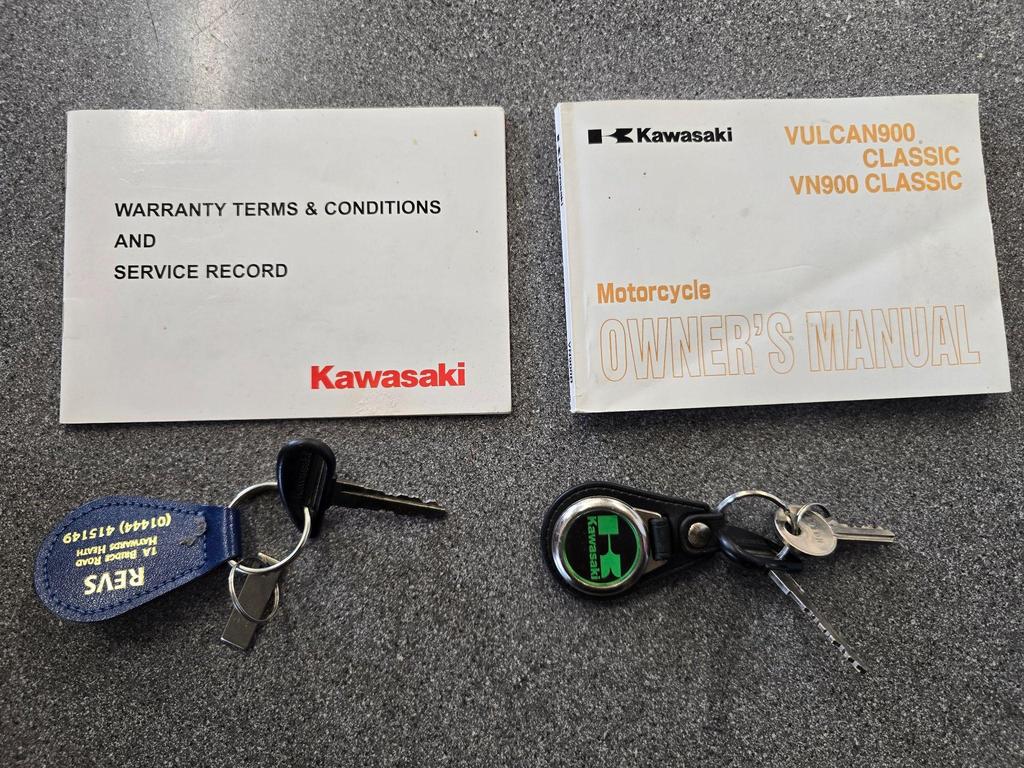 WARRANTY TERMS & CONDITIONS
AND
SERVICE RECORD
Kawasaki
Kawasaki
VULCAN900
CLASSIC
VN900 CLASSIC
Motorcycle
OWNER'S MANUAL
REVS
1A BRIDGE ROAD
HAYWARDS HEATH
(01444) 415149
Kawasaki